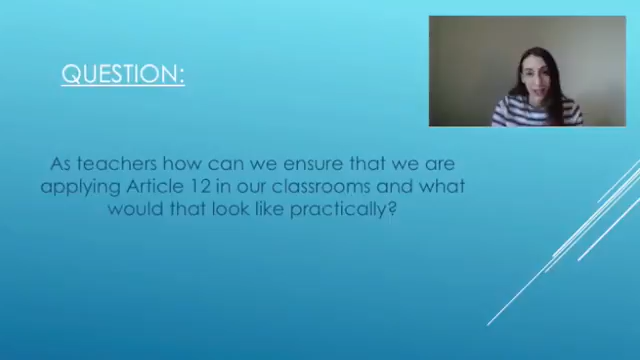 QUESTION:
As teachers how can we ensure that we are
applying Article 12 in our classrooms and what
would that look like practically?